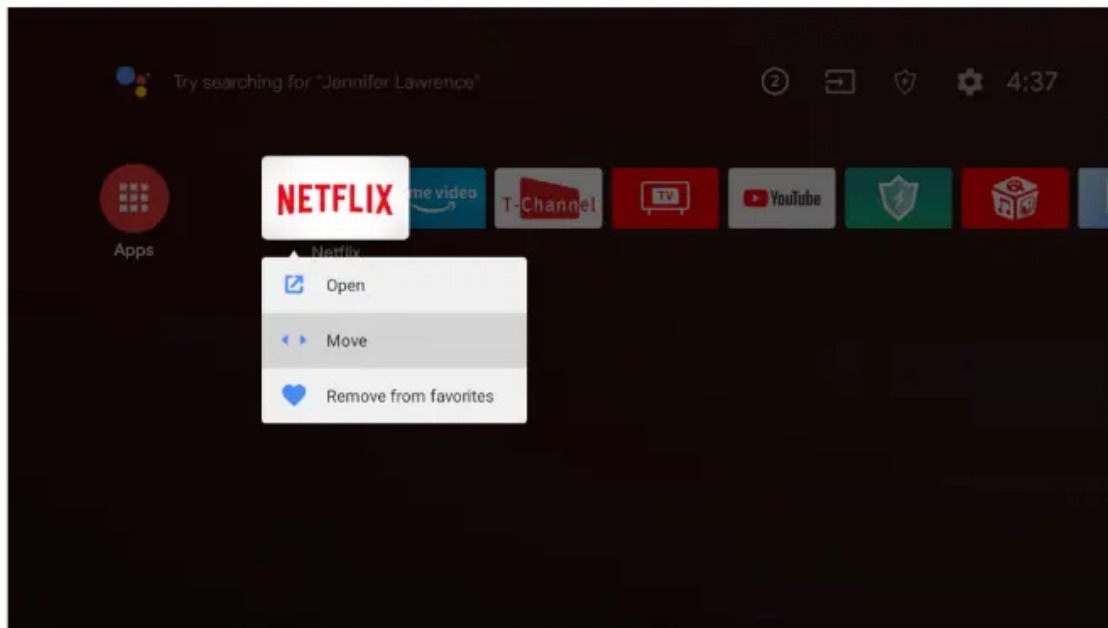 Try searching for "Jennifer Lawrence"
2
4:37
NETFLIX
me video
T-Channel
TV
YouTube
Apps
Netflix
Open
Move
Remove from favorites